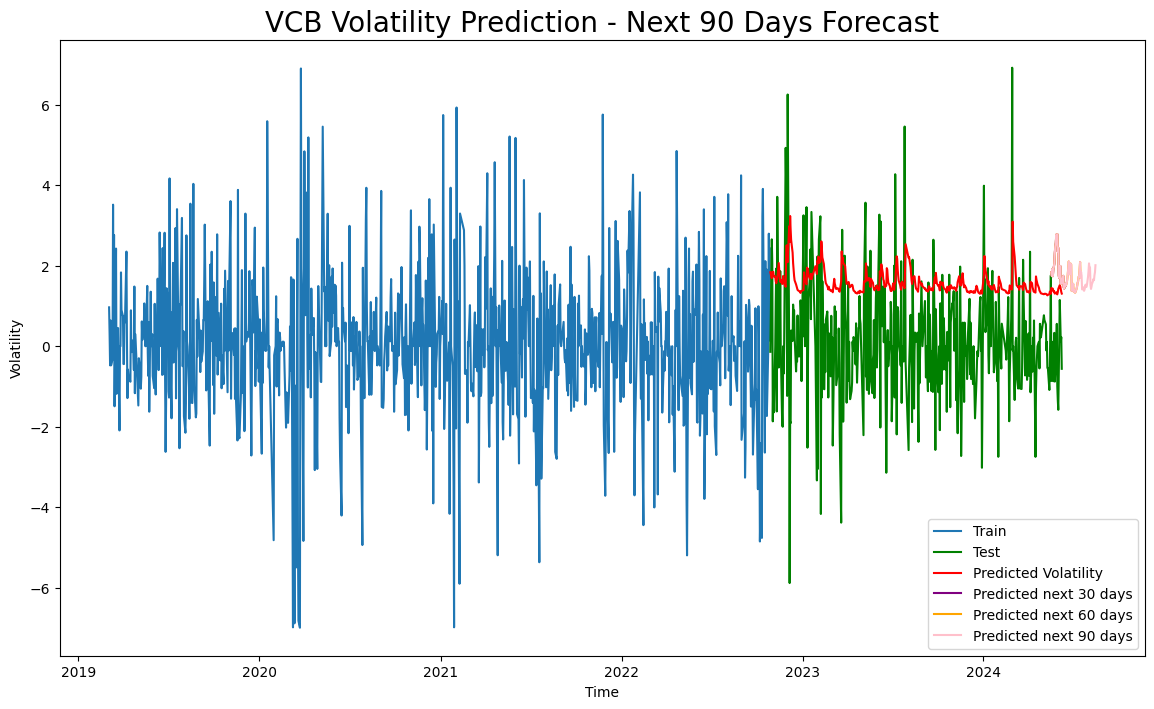 VCB Volatility Prediction - Next 90 Days Forecast
Volatility
6
4
2
0
−2
−4
−6
2019
2020
2021
2022
2023
2024
Time
Train
Test
Predicted Volatility
Predicted next 30 days
Predicted next 60 days
Predicted next 90 days